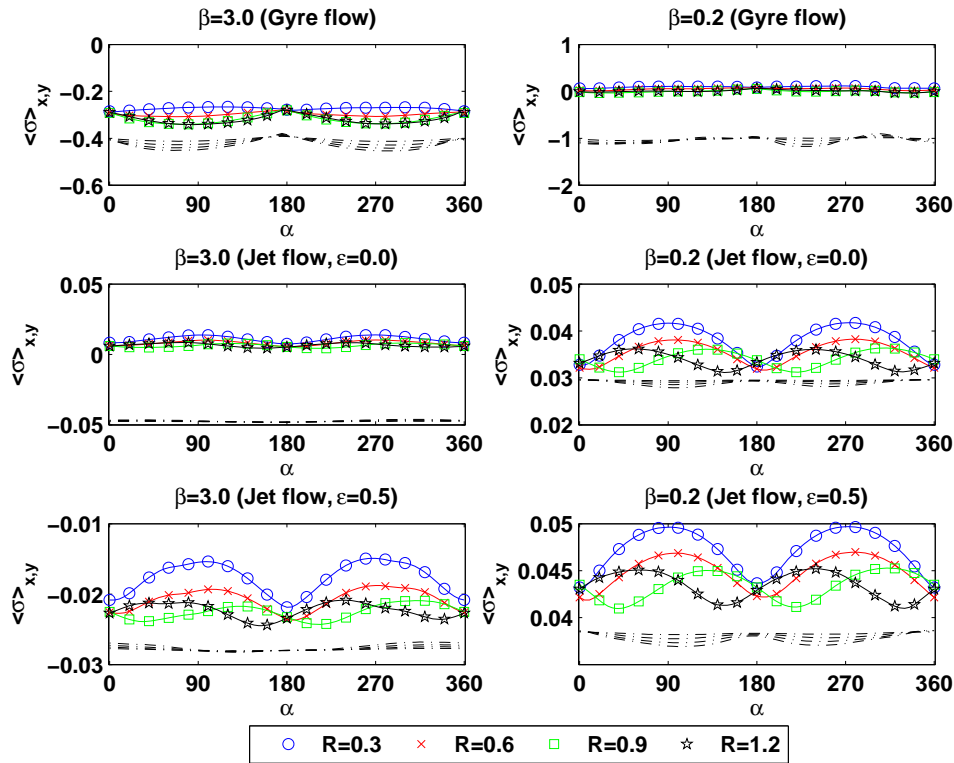 β=3.0 (Gyre flow)
0
−0.2
−0.4
−0.6
<σ>x,y
0 90 180 270 360
α
β=0.2 (Gyre flow)
1
0
−1
−2
<σ>x,y
0 90 180 270 360
α
β=3.0 (Jet flow, ε=0.0)
0.05
0
−0.05
<σ>x,y
0 90 180 270 360
α
β=0.2 (Jet flow, ε=0.0)
0.05
0.04
0.03
0.02
<σ>x,y
0 90 180 270 360
α
β=3.0 (Jet flow, ε=0.5)
−0.01
−0.02
−0.03
<σ>x,y
0 90 180 270 360
α
β=0.2 (Jet flow, ε=0.5)
0.05
0.045
0.04
<σ>x,y
0 90 180 270 360
α
R=0.3 R=0.6 R=0.9 R=1.2